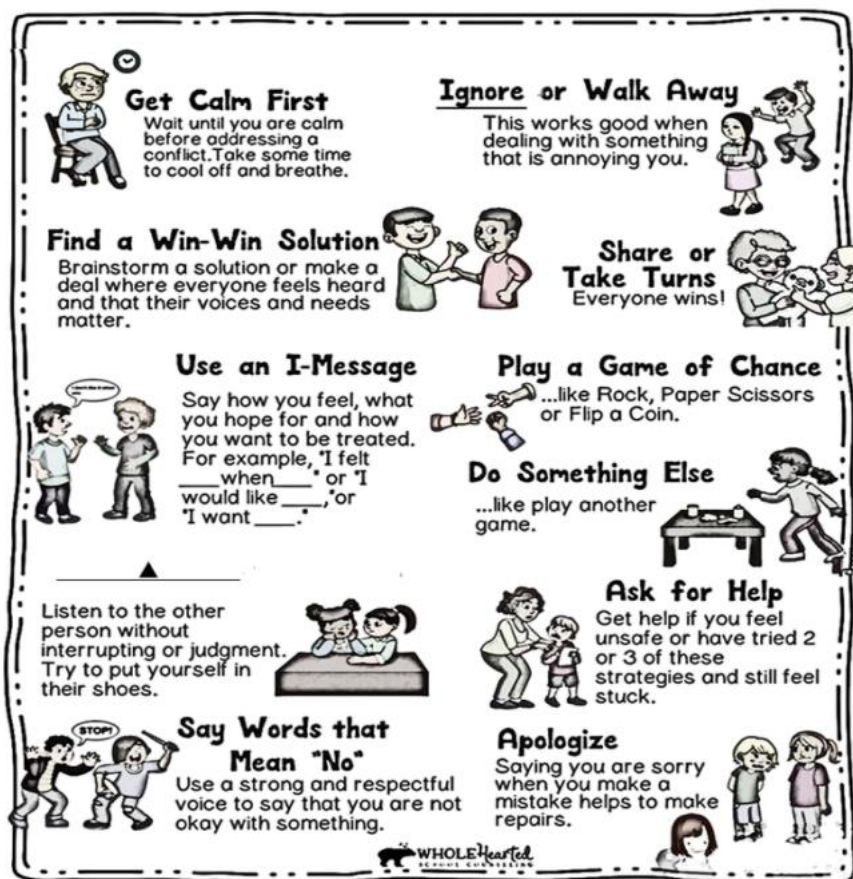 Get Calm First
Wait until you are calm
before addressing a
conflict.Take some time
to cool off and breathe.
Ignore or Walk Away
This works good when
dealing with something
that is annoying you.
Find a Win-Win Solution
Brainstorm a solution or make a
deal where everyone feels heard
and that their voices and needs
matter.
Share or
Take Turns
Everyone wins!
Use an I-Message
Say how you feel, what
you hope for and how
you want to be treated.
For example, "I felt
___when___" or "I
would like ___,"or
"I want ___."
Play a Game of Chance
...like Rock, Paper Scissors
or Flip a Coin.
Do Something Else
...like play another
game.
Listen to the other
person without
interrupting or judgment.
Try to put yourself in
their shoes.
Ask for Help
Get help if you feel
unsafe or have tried 2
or 3 of these
strategies and still feel
stuck.
STOP!
Say Words that
Mean "No"
Use a strong and respectful
voice to say that you are not
okay with something.
Apologize
Saying you are sorry
when you make a
mistake helps to make
repairs.
WHOLEHearted
SCHOOL COUNSELING